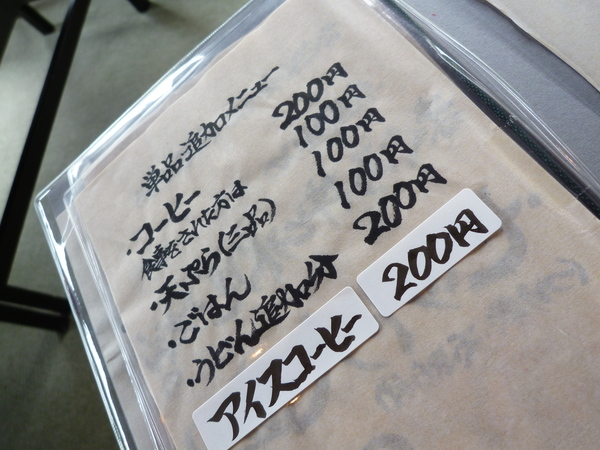 単品追加メニュー
・コーヒー 200円
食事をされた方は 100円
・天ぷら(三品) 100円
・ごはん 100円
・うどん追加分 200円
アイスコーヒー 200円